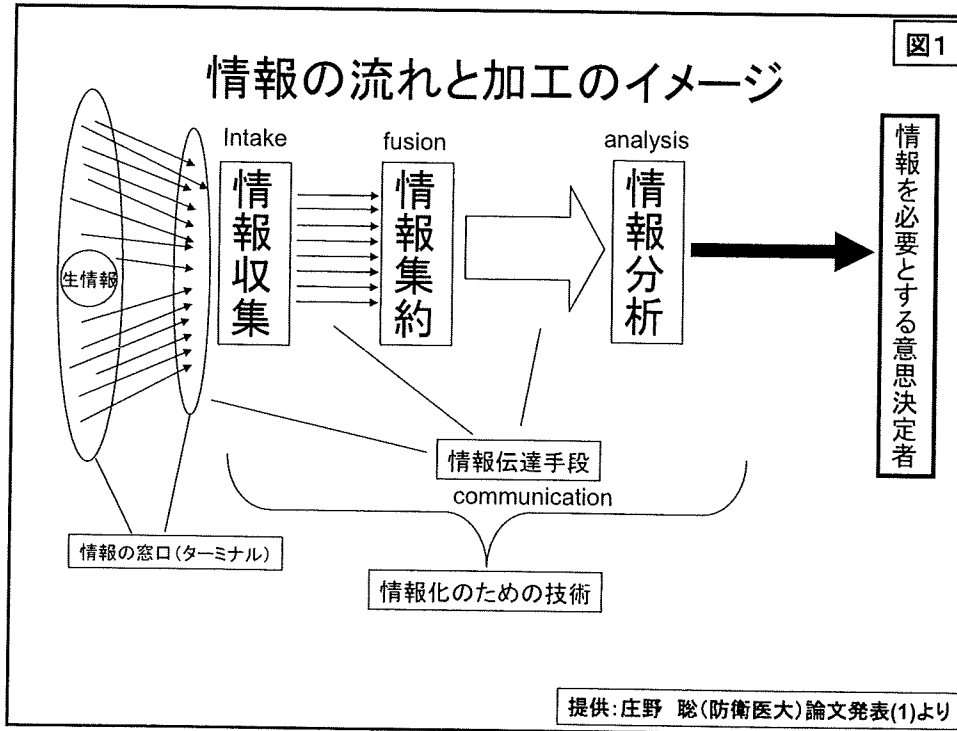 図1
情報の流れと加工のイメージ
Intake
fusion
analysis
生情報
情報収集
情報集約
情報分析
情報を必要とする意思決定者
情報伝達手段
communication
情報の窓口(ターミナル)
情報化のための技術
提供:庄野 聡(防衛医大)論文発表(1)より